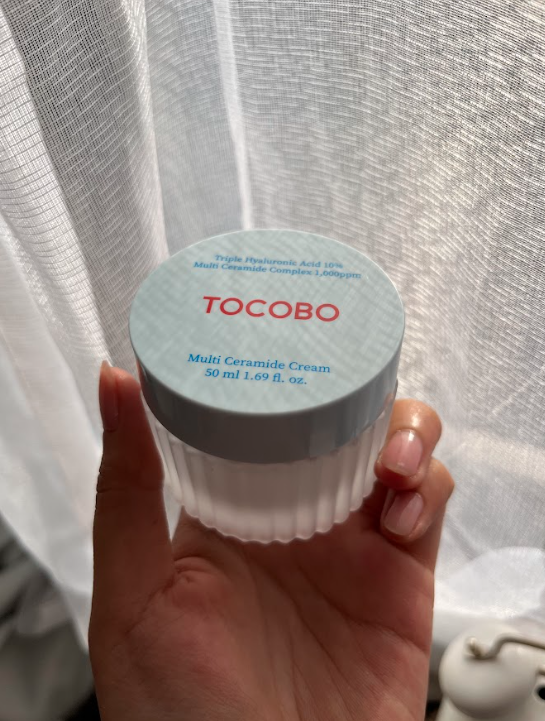 Triple Hyaluronic Acid 10%
Multi Ceramide Complex 1,000ppm
TOCOBO
Multi Ceramide Cream
50 ml 1.69 fl. oz.